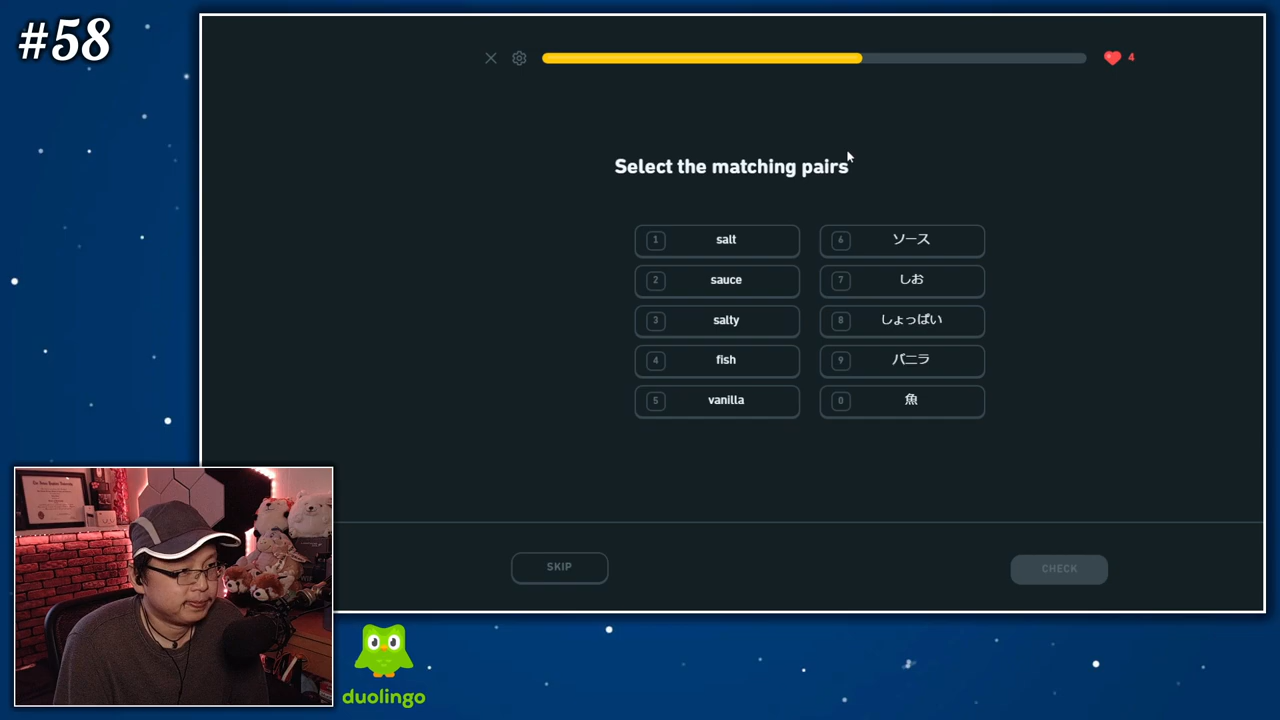 #58
4
Select the matching pairs
1 salt
6 ソース
2 sauce
7 しお
3 salty
8 しょっぱい
4 fish
9 バニラ
5 vanilla
0 魚
SKIP
CHECK
duolingo